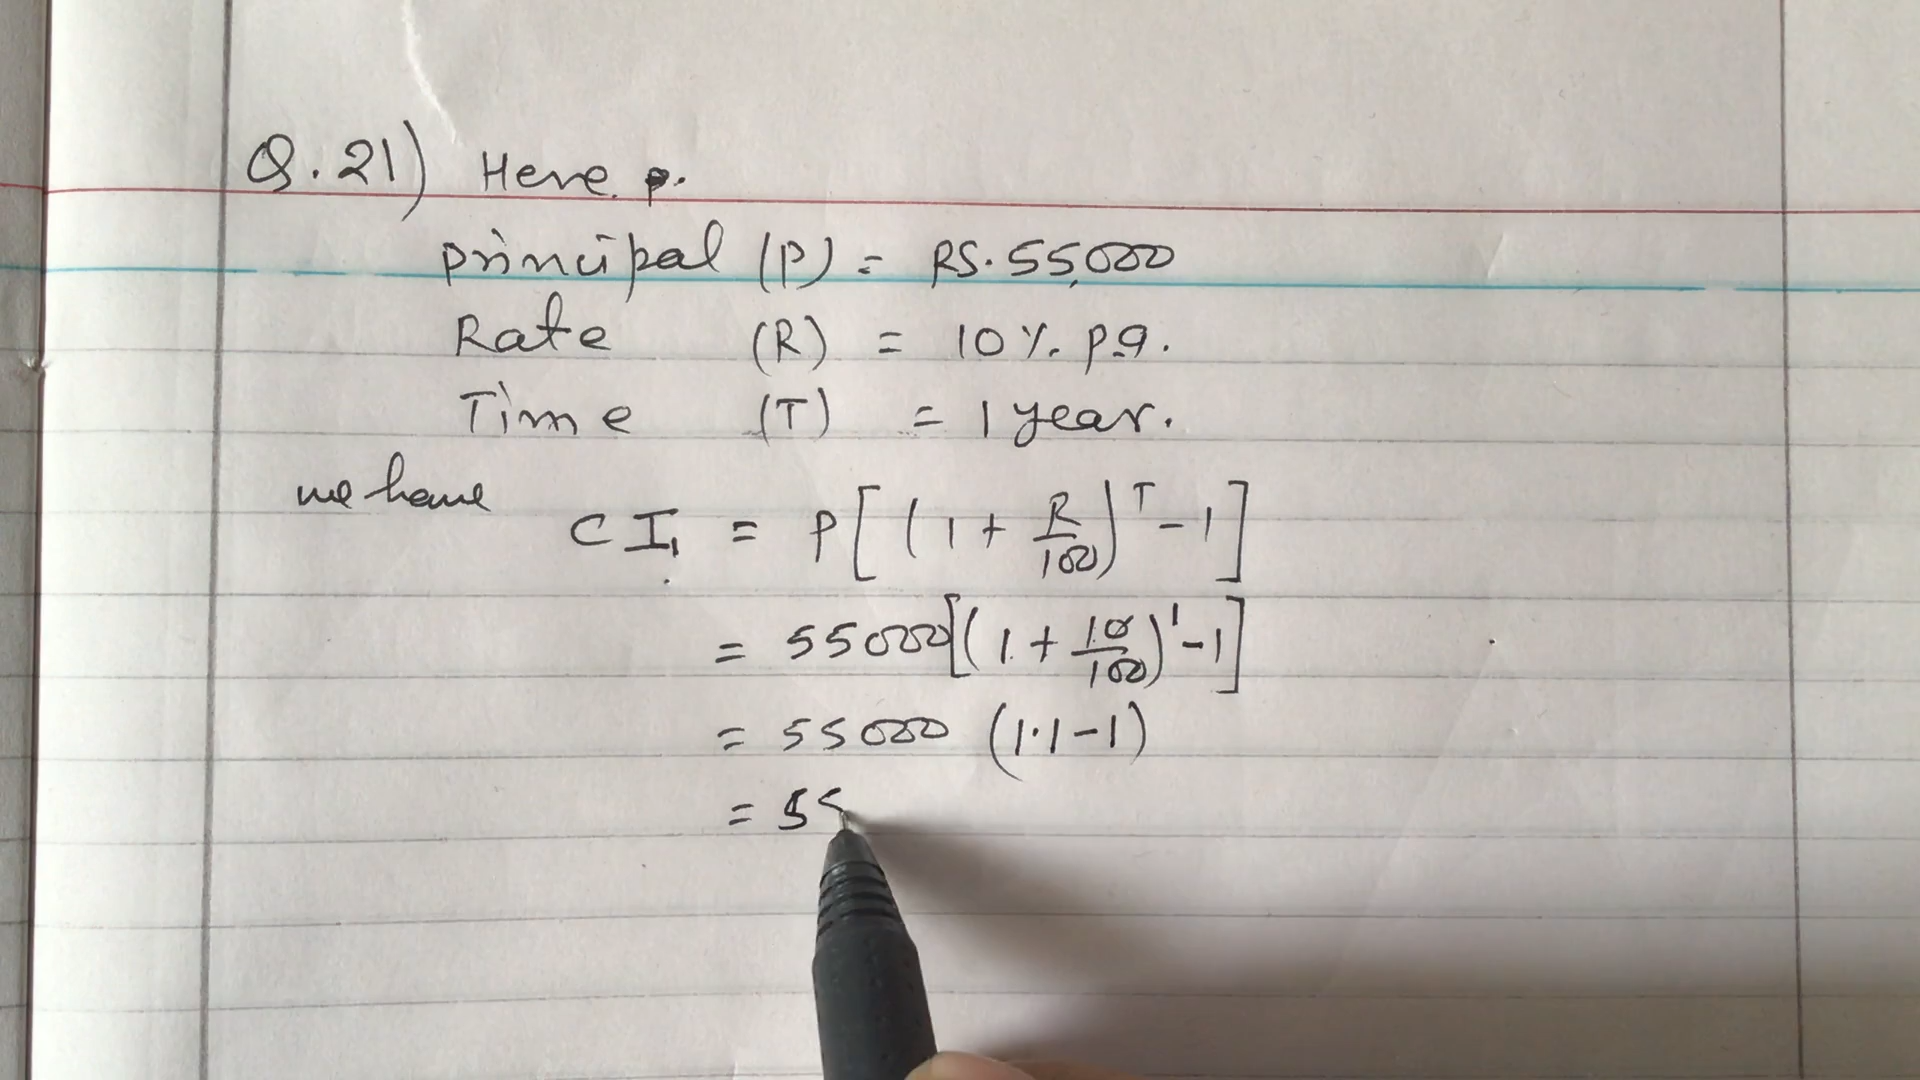 Q.21) Here P.
Principal (P) = RS. 55,000
Rate (R) = 10 %. P.a.
Time (T) = 1 year.
we have
CI₁ = P[(1 + R/100)ᵀ - 1]
= 55000[(1 + 10/100)¹ - 1]
= 55000 (1.1 - 1)
= 55